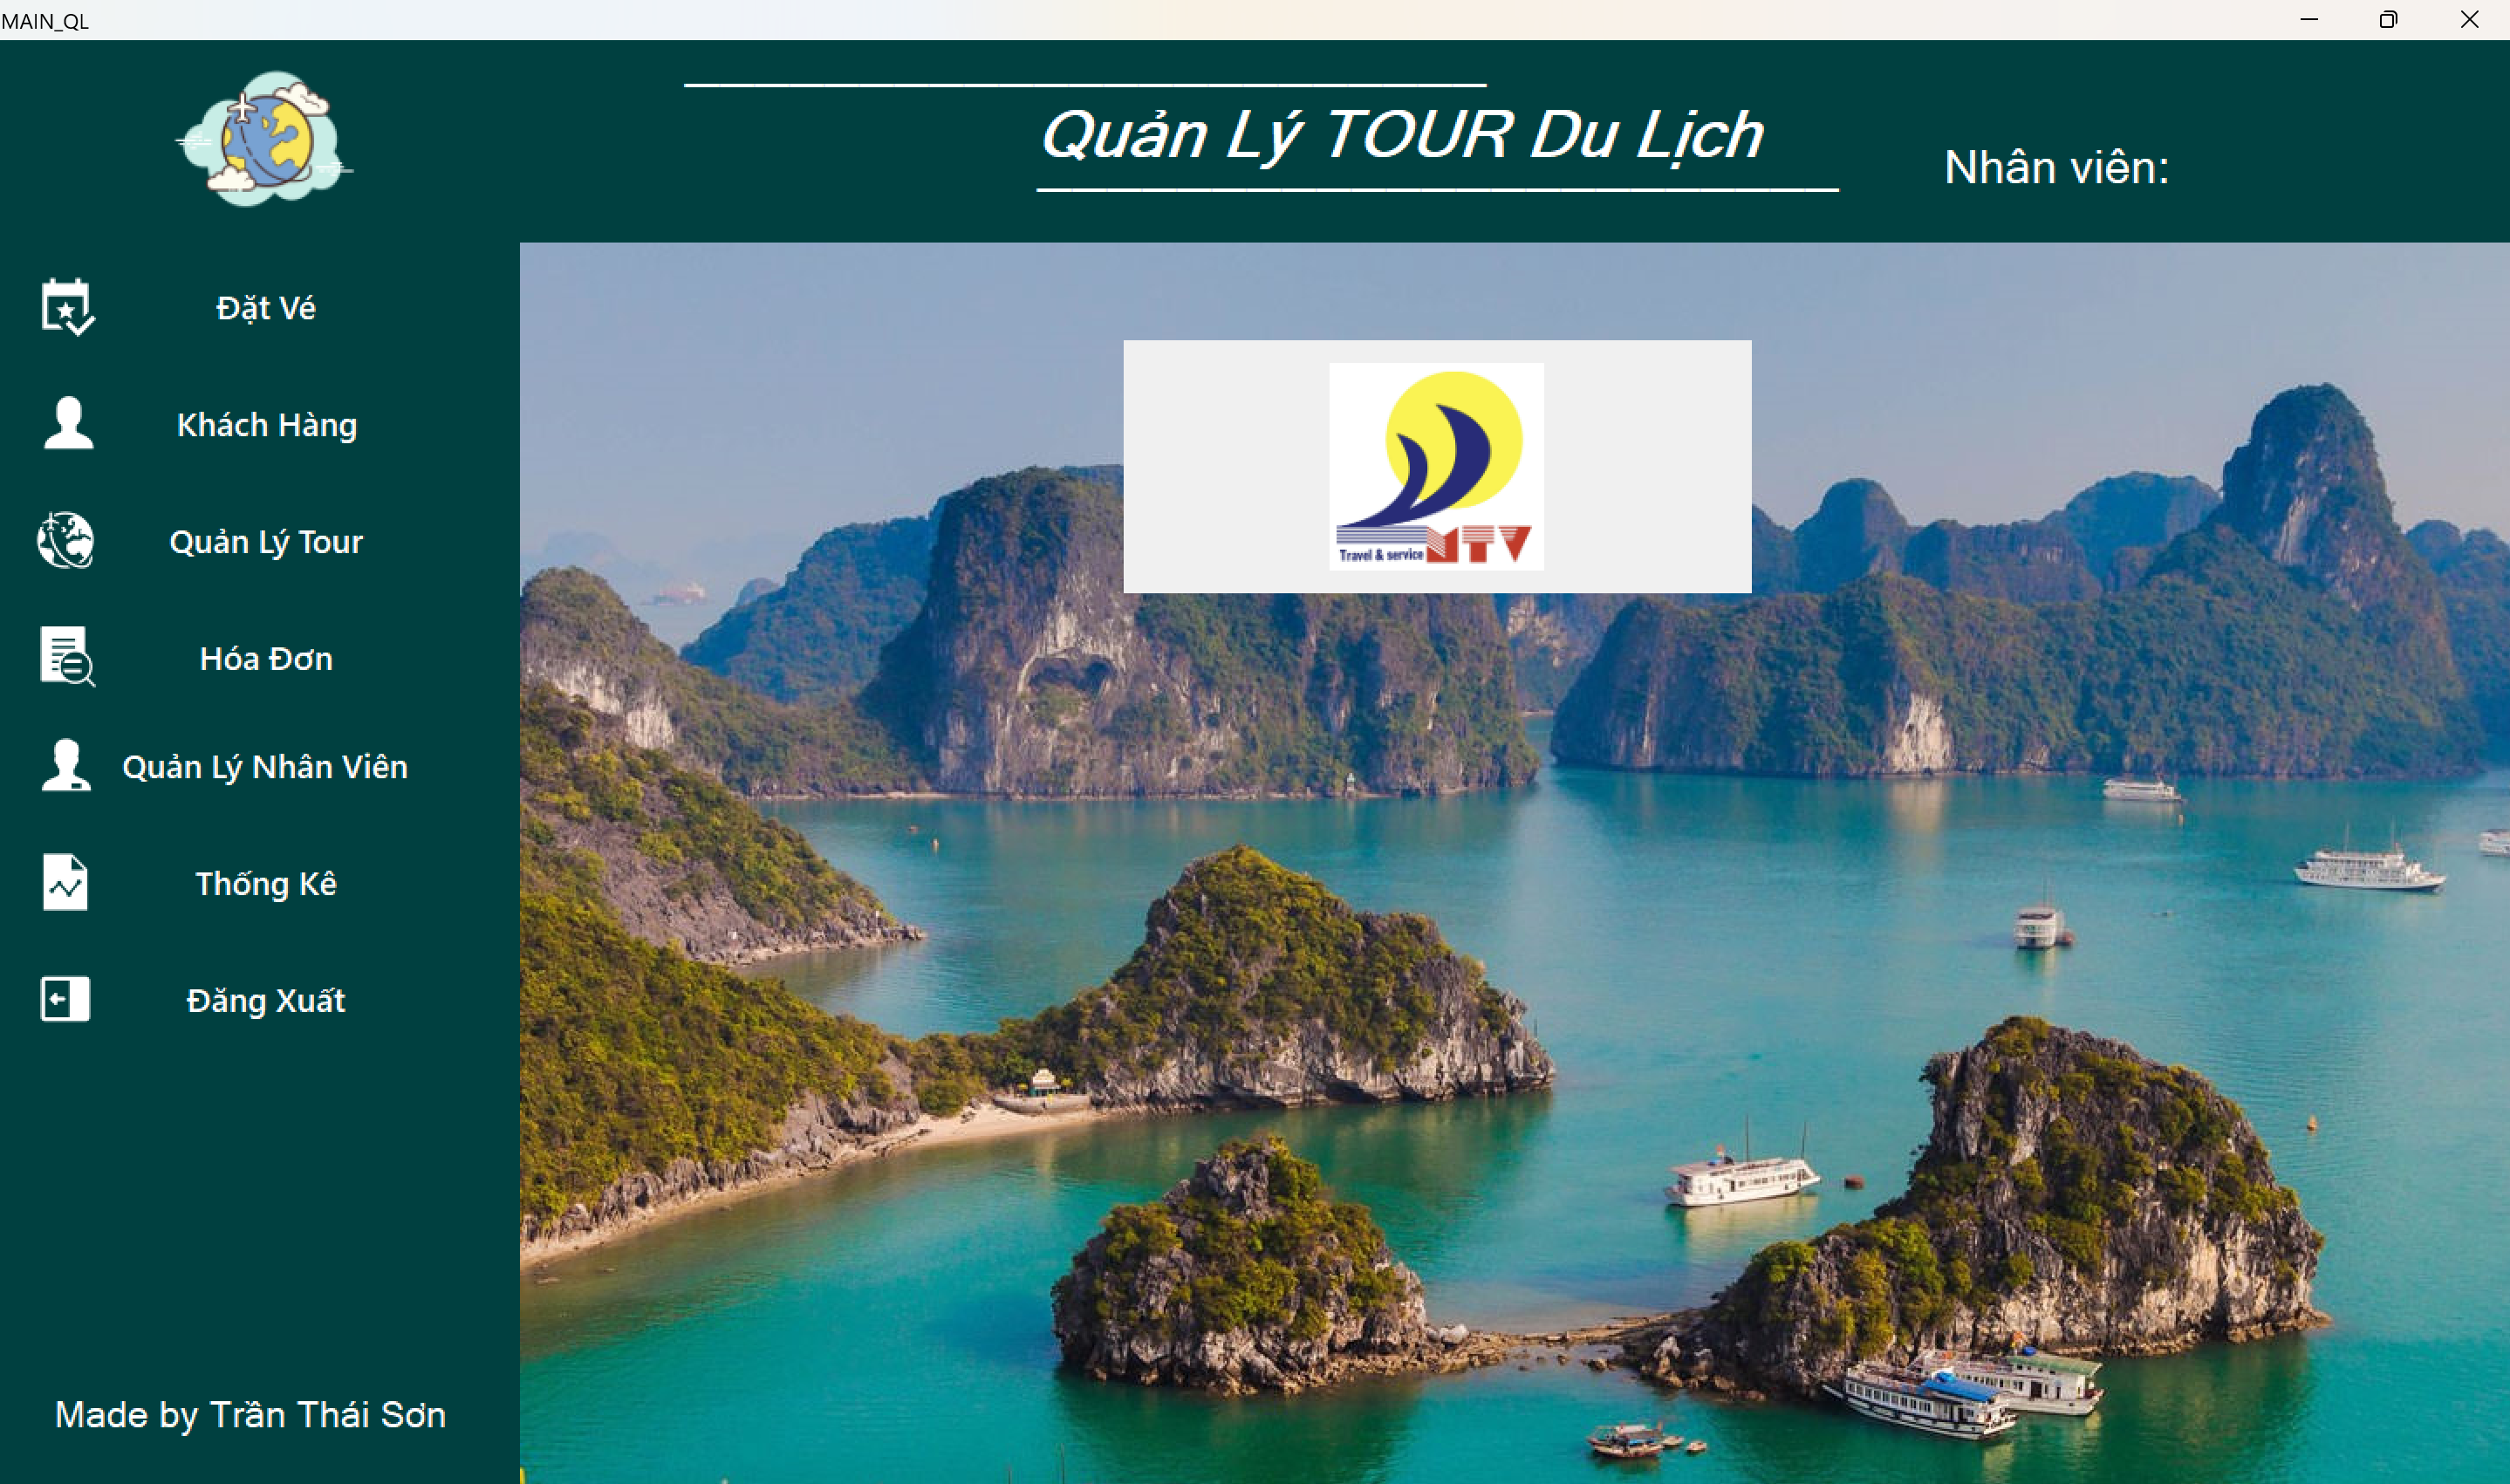 MAIN_QL
Quản Lý TOUR Du Lịch
Nhân viên:
Đặt Vé
Khách Hàng
Quản Lý Tour
Hóa Đơn
Quản Lý Nhân Viên
Thống Kê
Đăng Xuất
Made by Trần Thái Sơn
Travel & service MTV